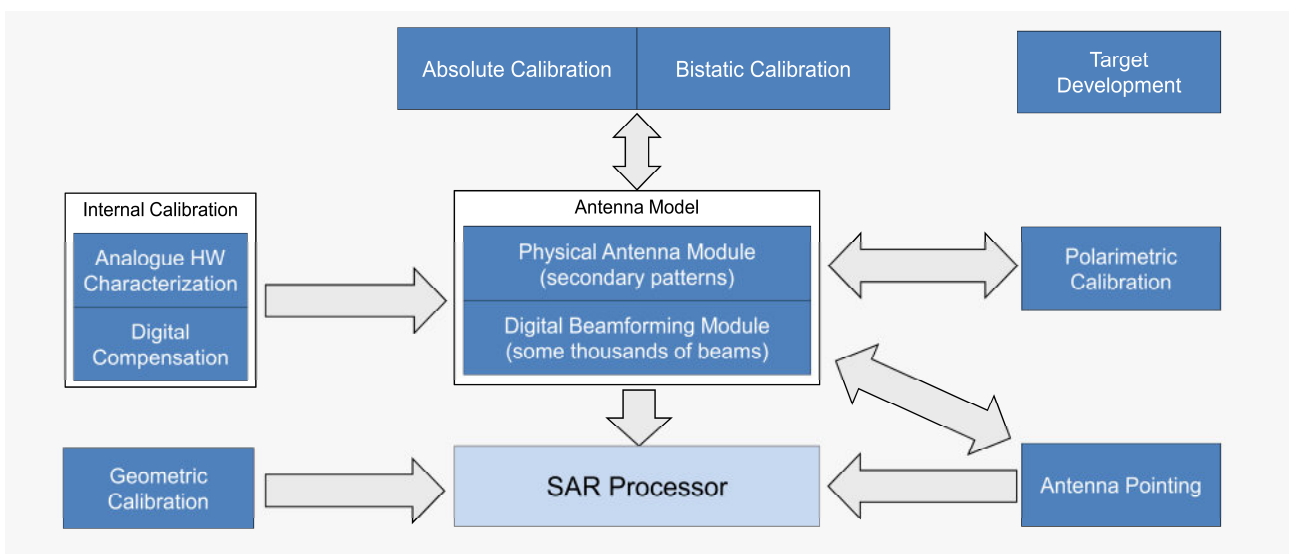 Absolute Calibration
Bistatic Calibration
Target
Development
Internal Calibration
Analogue HW
Characterization
Digital
Compensation
Antenna Model
Physical Antenna Module
(secondary patterns)
Digital Beamforming Module
(some thousands of beams)
Polarimetric
Calibration
Geometric
Calibration
SAR Processor
Antenna Pointing